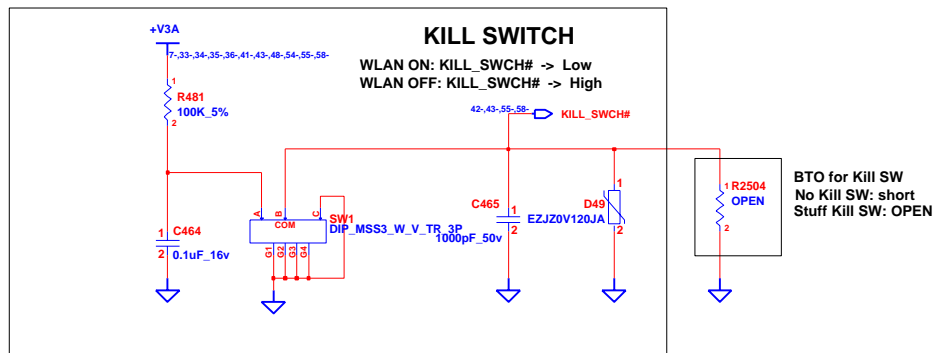 +V3A
KILL SWITCH
7-,33-,34-,35-,36-,41-,43-,48-,54-,55-,58-
WLAN ON: KILL_SWCH# -> Low
WLAN OFF: KILL_SWCH# -> High
1
R481
100K_5%
2
42-,43-,55-,58-
KILL_SWCH#
A
B
C
COM
SW1
DIP_MSS3_W_V_TR_3P
G1
G2
G3
G4
1
C464
2
0.1uF_16v
C465
1
2
1000pF_50v
1
D49
EZJZ0V120JA
2
1
R2504
OPEN
2
BTO for Kill SW
No Kill SW: short
Stuff Kill SW: OPEN